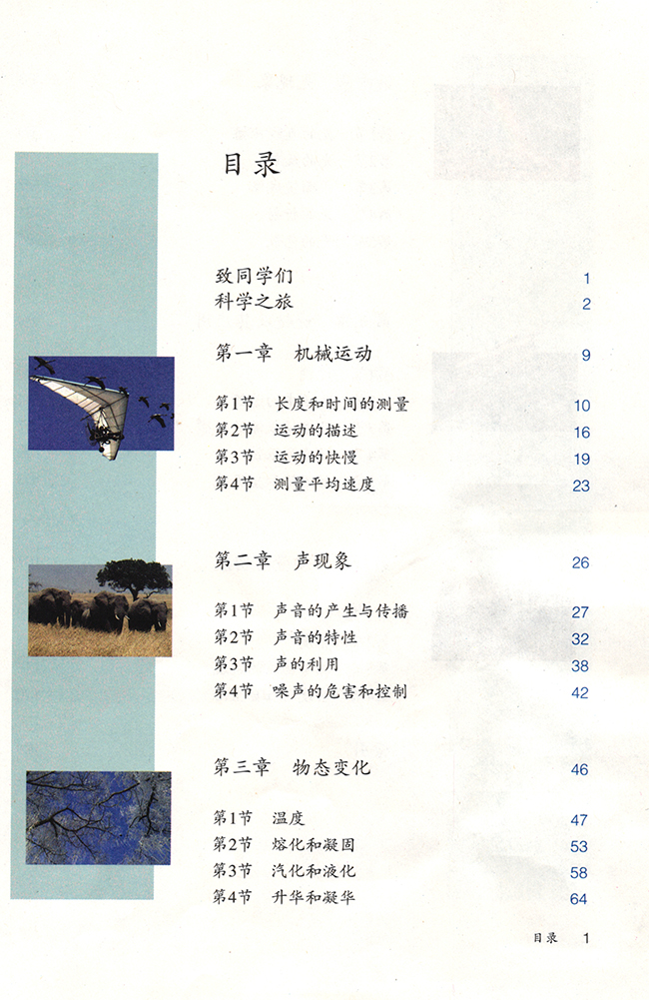 目录
致同学们 1
科学之旅 2
第一章 机械运动 9
第1节 长度和时间的测量 10
第2节 运动的描述 16
第3节 运动的快慢 19
第4节 测量平均速度 23
第二章 声现象 26
第1节 声音的产生与传播 27
第2节 声音的特性 32
第3节 声的利用 38
第4节 噪声的危害和控制 42
第三章 物态变化 46
第1节 温度 47
第2节 熔化和凝固 53
第3节 汽化和液化 58
第4节 升华和凝华 64
目录 1